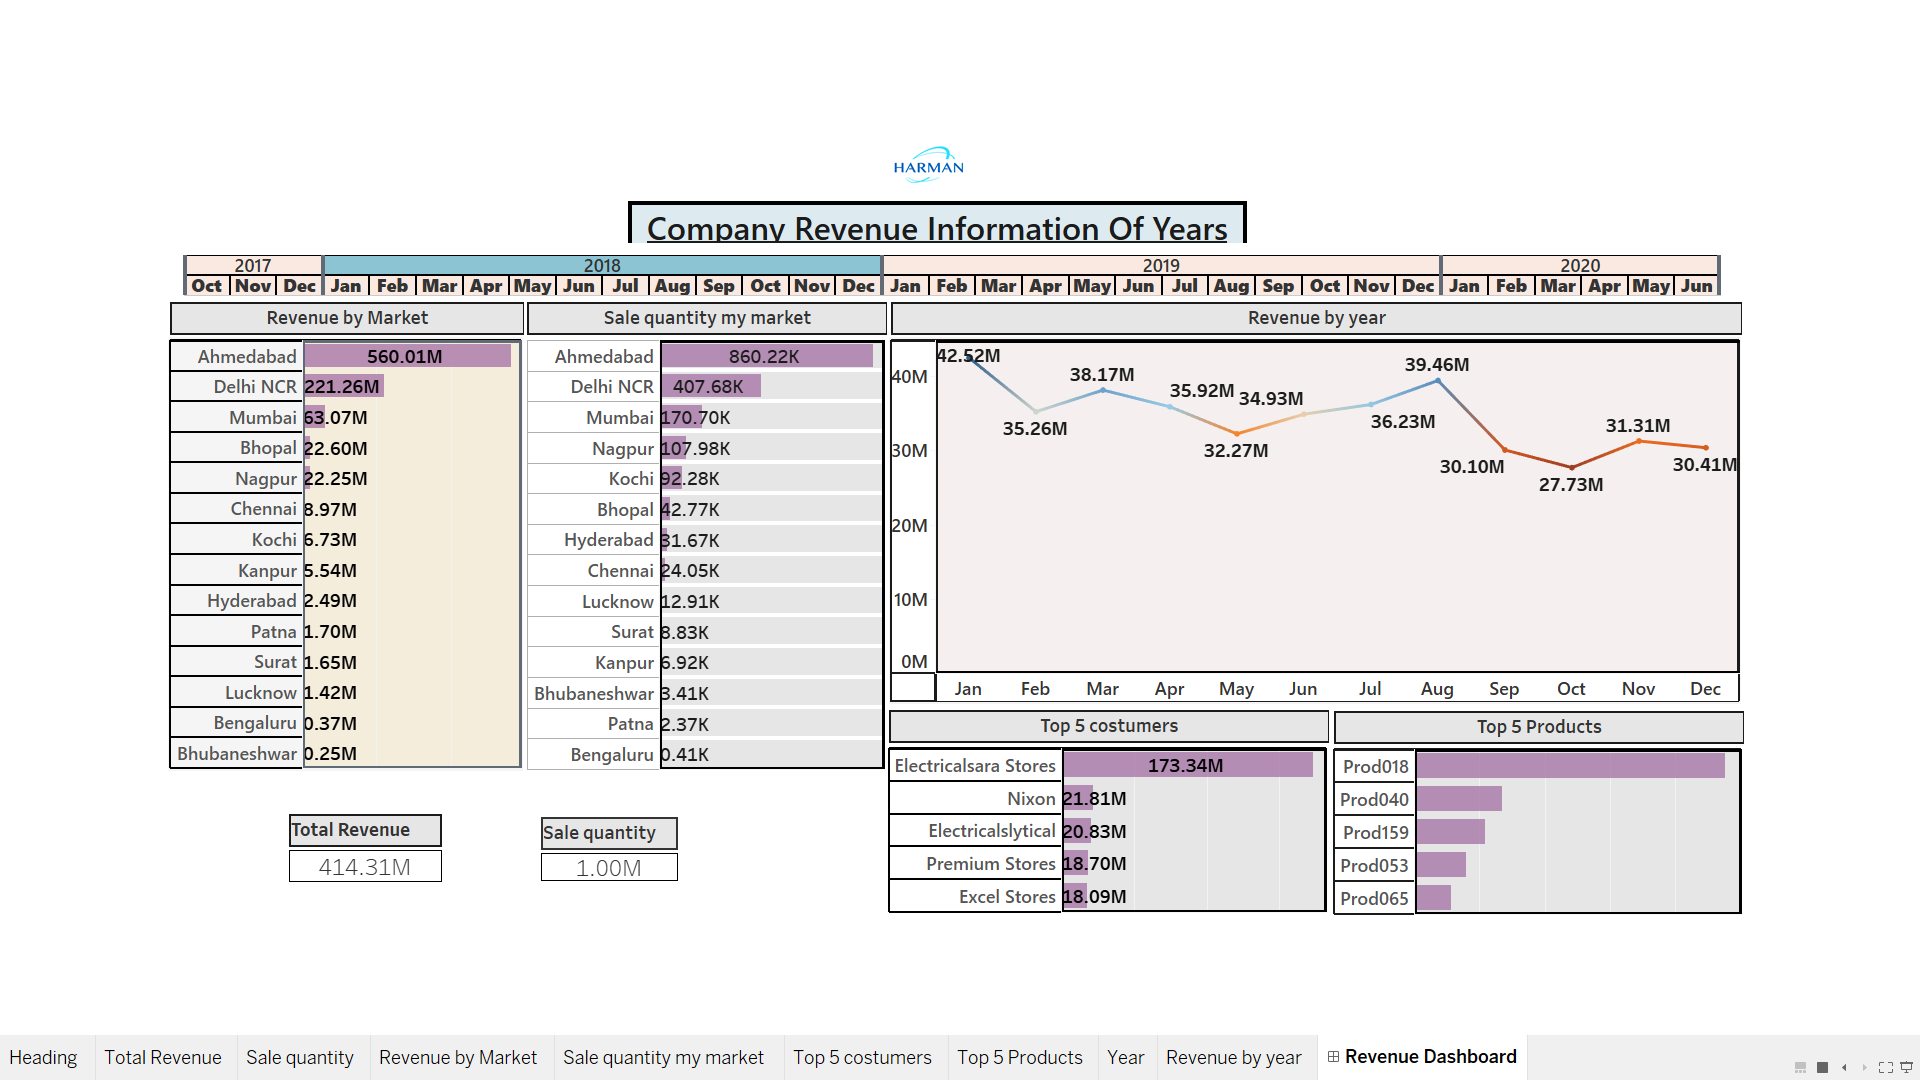 HARMAN
Company Revenue Information Of Years
2017 2018 2019 2020
Oct Nov Dec Jan Feb Mar Apr May Jun Jul Aug Sep Oct Nov Dec Jan Feb Mar Apr May Jun Jul Aug Sep Oct Nov Dec Jan Feb Mar Apr May Jun
Revenue by Market
Ahmedabad 560.01M
Delhi NCR 221.26M
Mumbai 63.07M
Bhopal 22.60M
Nagpur 22.25M
Chennai 8.97M
Kochi 6.73M
Kanpur 5.54M
Hyderabad 2.49M
Patna 1.70M
Surat 1.65M
Lucknow 1.42M
Bengaluru 0.37M
Bhubaneshwar 0.25M
Sale quantity my market
Ahmedabad 860.22K
Delhi NCR 407.68K
Mumbai 170.70K
Nagpur 107.98K
Kochi 92.28K
Bhopal 42.77K
Hyderabad 31.67K
Chennai 24.05K
Lucknow 12.91K
Surat 8.83K
Kanpur 6.92K
Bhubaneshwar 3.41K
Patna 2.37K
Bengaluru 0.41K
Revenue by year
40M
30M
20M
10M
0M
42.52M
35.26M
38.17M
35.92M
32.27M
34.93M
36.23M
39.46M
30.10M
27.73M
31.31M
30.41M
Jan Feb Mar Apr May Jun Jul Aug Sep Oct Nov Dec
Top 5 costumers
Electricalsara Stores 173.34M
Nixon 21.81M
Electricalslytical 20.83M
Premium Stores 18.70M
Excel Stores 18.09M
Top 5 Products
Prod018
Prod040
Prod159
Prod053
Prod065
Total Revenue
414.31M
Sale quantity
1.00M
Heading Total Revenue Sale quantity Revenue by Market Sale quantity my market Top 5 costumers Top 5 Products Year Revenue by year Revenue Dashboard